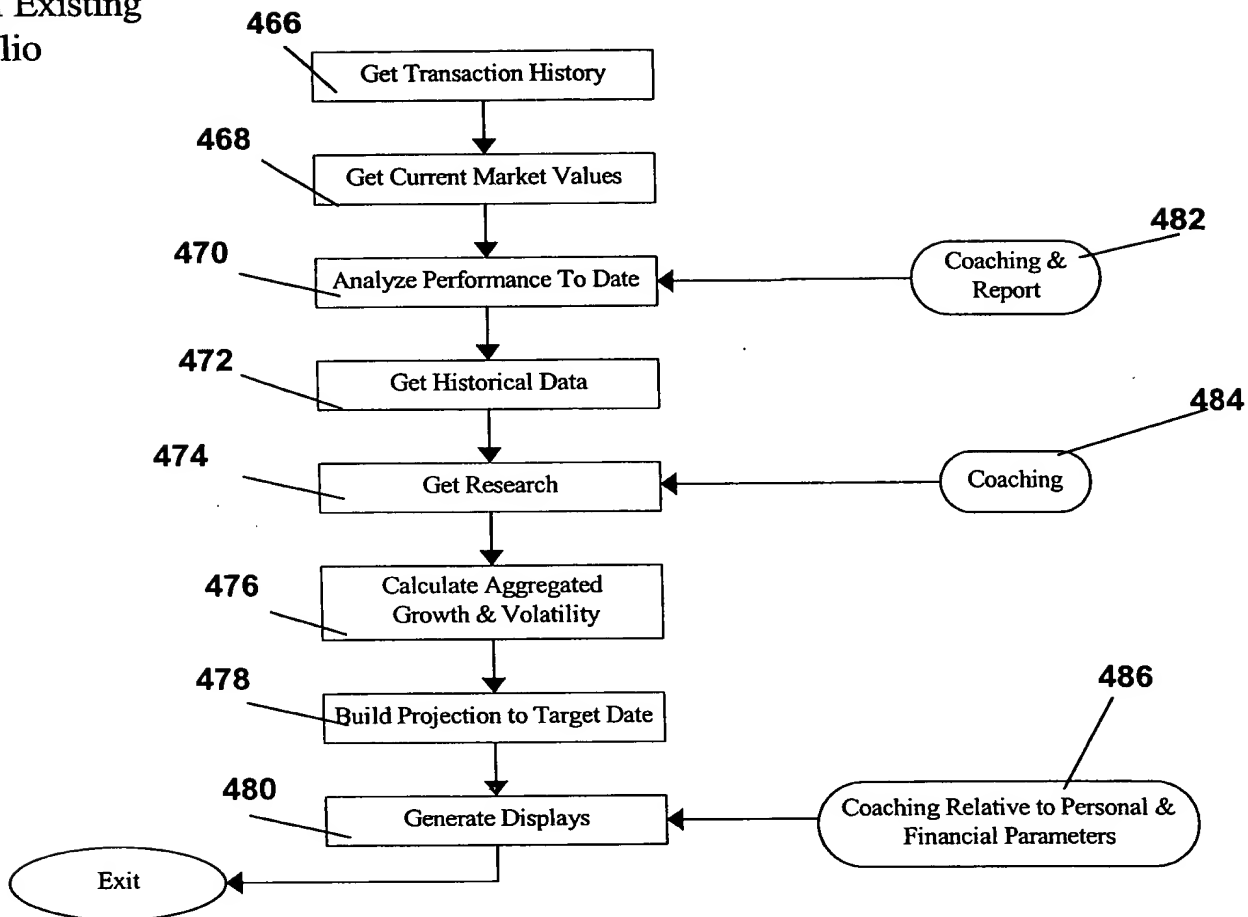 Existing
lio
466
Get Transaction History
468
Get Current Market Values
470
Analyze Performance To Date
482
Coaching &
Report
472
Get Historical Data
484
474
Get Research
Coaching
476
Calculate Aggregated
Growth & Volatility
478
Build Projection to Target Date
486
480
Generate Displays
Coaching Relative to Personal &
Financial Parameters
Exit